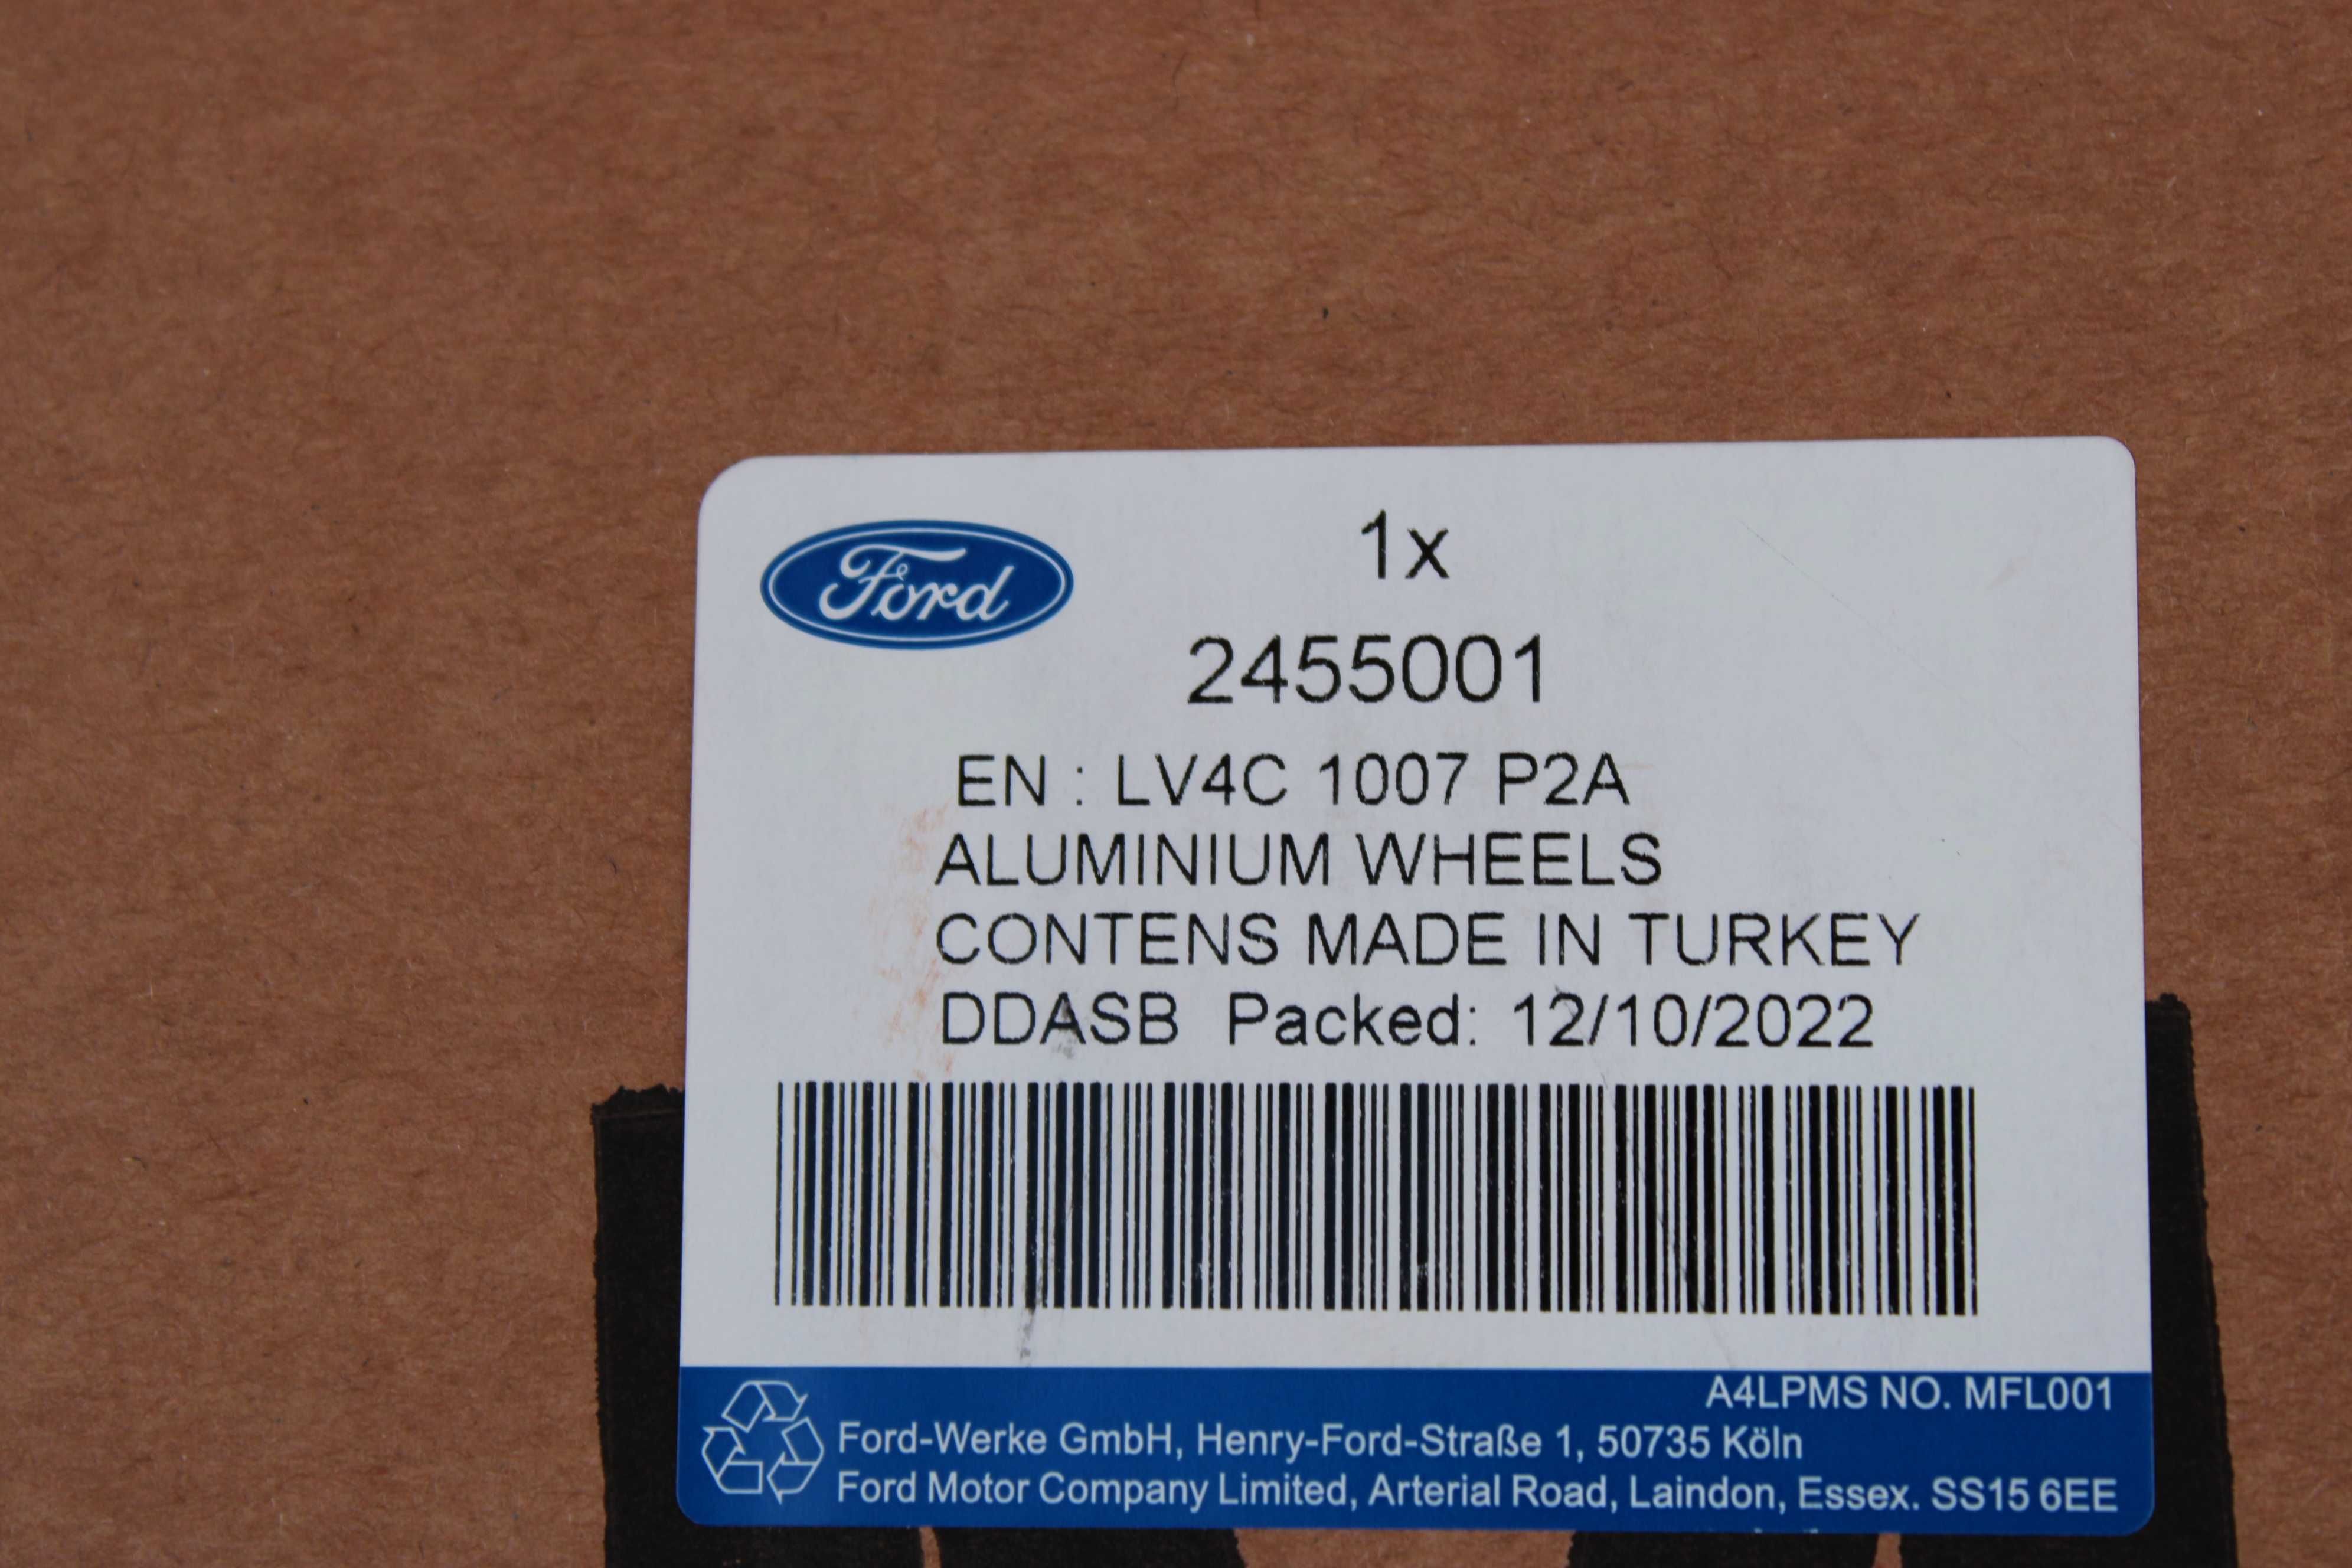 Ford
1x
2455001
EN : LV4C 1007 P2A
ALUMINIUM WHEELS
CONTENS MADE IN TURKEY
DDASB Packed: 12/10/2022
A4LPMS NO. MFL001
Ford-Werke GmbH, Henry-Ford-Straße 1, 50735 Köln
Ford Motor Company Limited, Arterial Road, Laindon, Essex. SS15 6EE